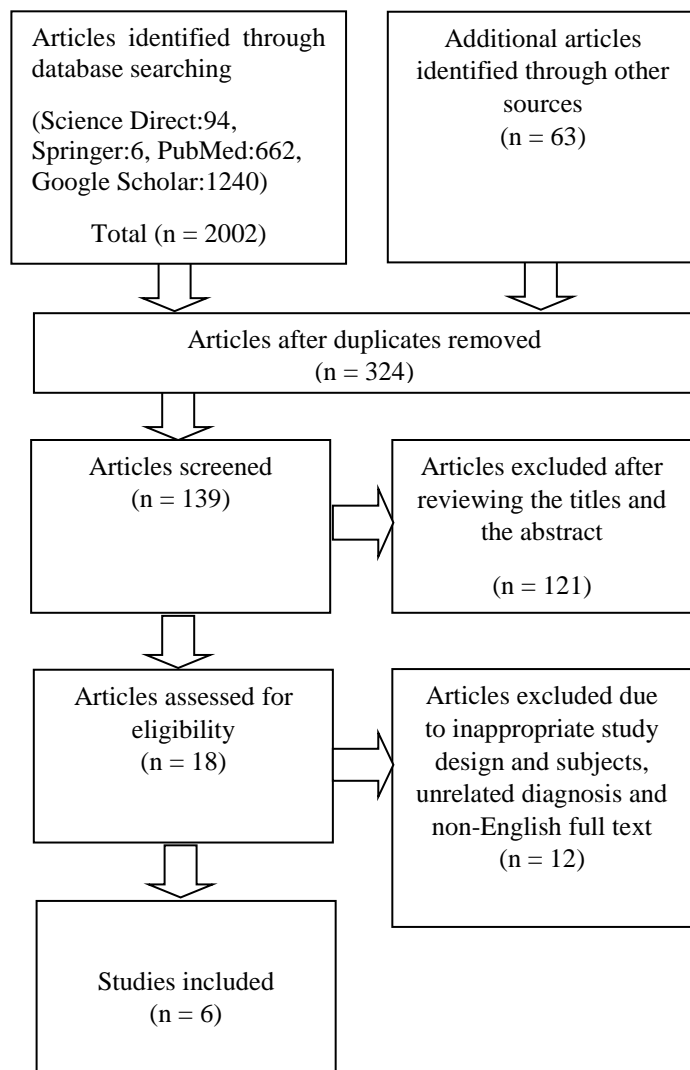 Articles identified through
database searching
(Science Direct:94,
Springer:6, PubMed:662,
Google Scholar:1240)
Total (n = 2002)
Additional articles
identified through other
sources
(n = 63)
Articles after duplicates removed
(n = 324)
Articles screened
(n = 139)
Articles excluded after
reviewing the titles and
the abstract
(n = 121)
Articles assessed for
eligibility
(n = 18)
Articles excluded due
to inappropriate study
design and subjects,
unrelated diagnosis and
non-English full text
(n = 12)
Studies included
(n = 6)